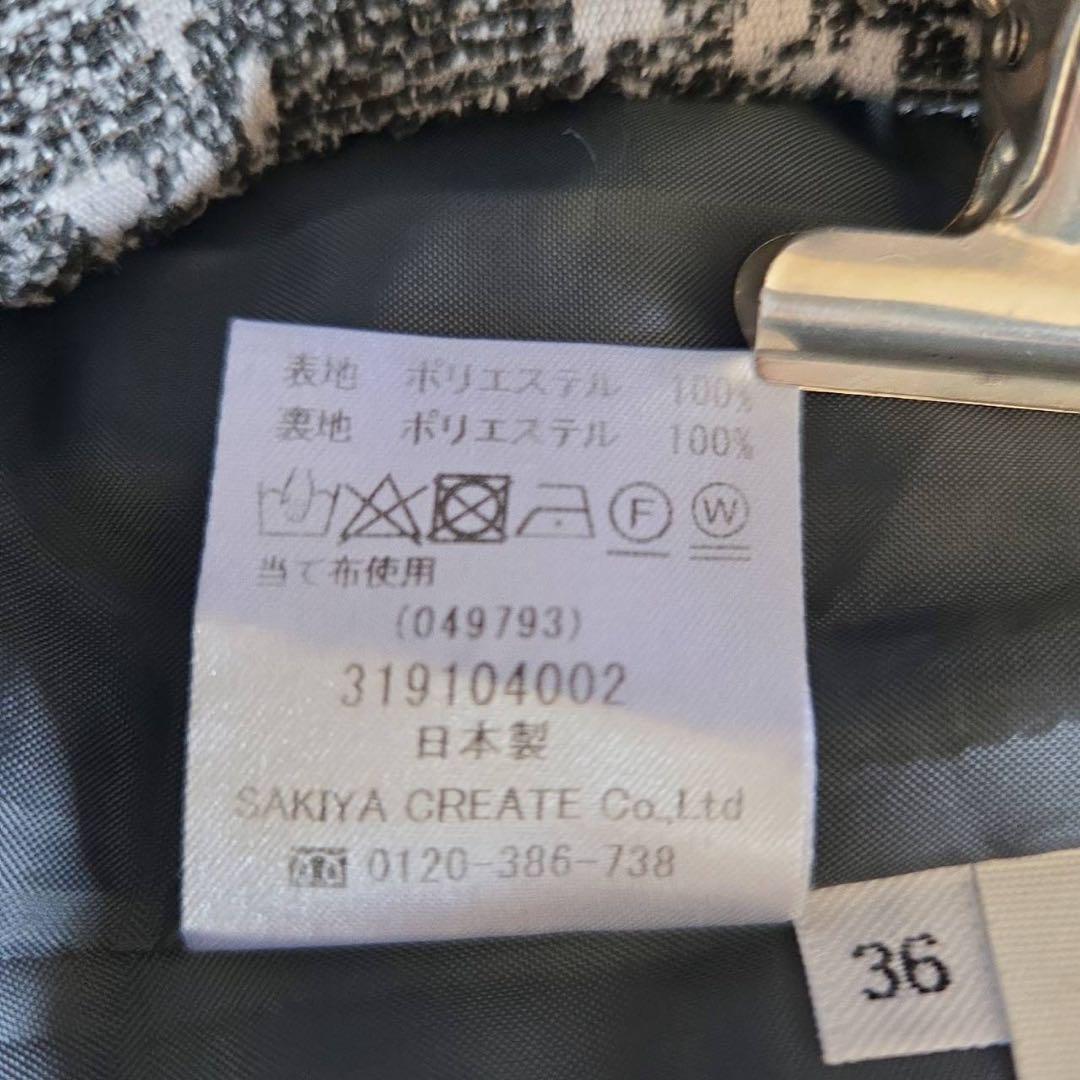 表地 ポリエステル 100%
裏地 ポリエステル 100%
F W
当て布使用
(049793)
319104002
日本製
SAKIYA CREATE Co.,Ltd
0120-386-738
36